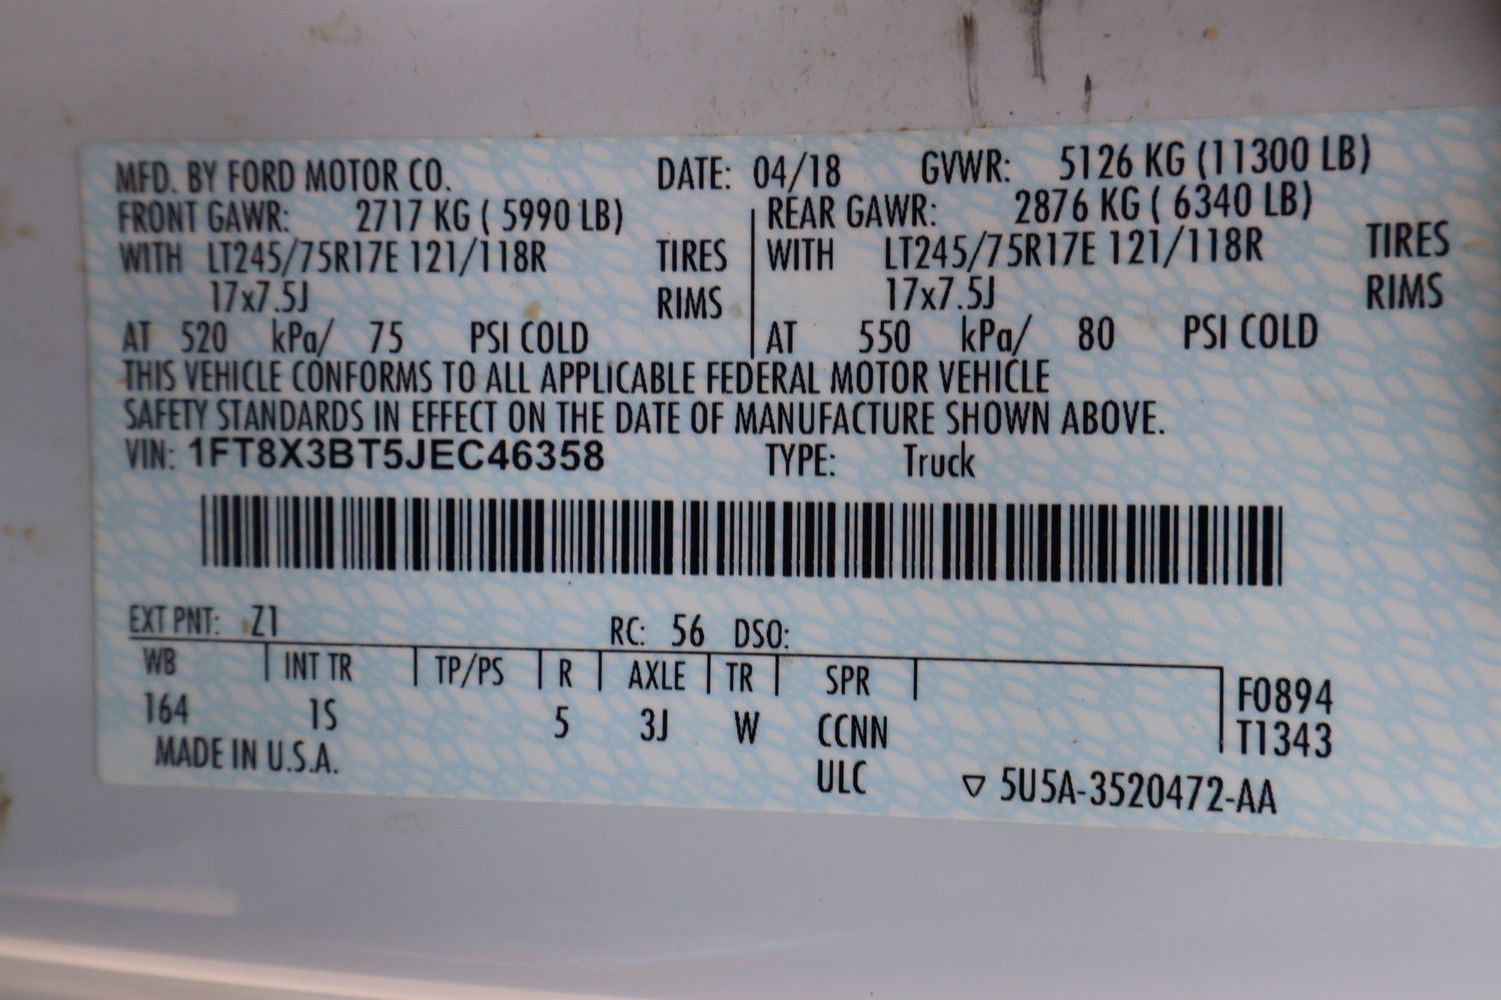 MFD. BY FORD MOTOR CO. DATE: 04/18 GVWR: 5126 KG (11300 LB)
FRONT GAWR: 2717 KG ( 5990 LB) REAR GAWR: 2876 KG ( 6340 LB)
WITH LT245/75R17E 121/118R TIRES WITH LT245/75R17E 121/118R TIRES
17x7.5J RIMS 17x7.5J RIMS
AT 520 kPa/ 75 PSI COLD AT 550 kPa/ 80 PSI COLD
THIS VEHICLE CONFORMS TO ALL APPLICABLE FEDERAL MOTOR VEHICLE
SAFETY STANDARDS IN EFFECT ON THE DATE OF MANUFACTURE SHOWN ABOVE.
VIN: 1FT8X3BT5JEC46358 TYPE: Truck
EXT PNT: Z1 RC: 56 DSO:
WB INT TR TP/PS R AXLE TR SPR F0894
164 1S 5 3J W CCNN T1343
MADE IN U.S.A. ULC ▽ 5U5A-3520472-AA